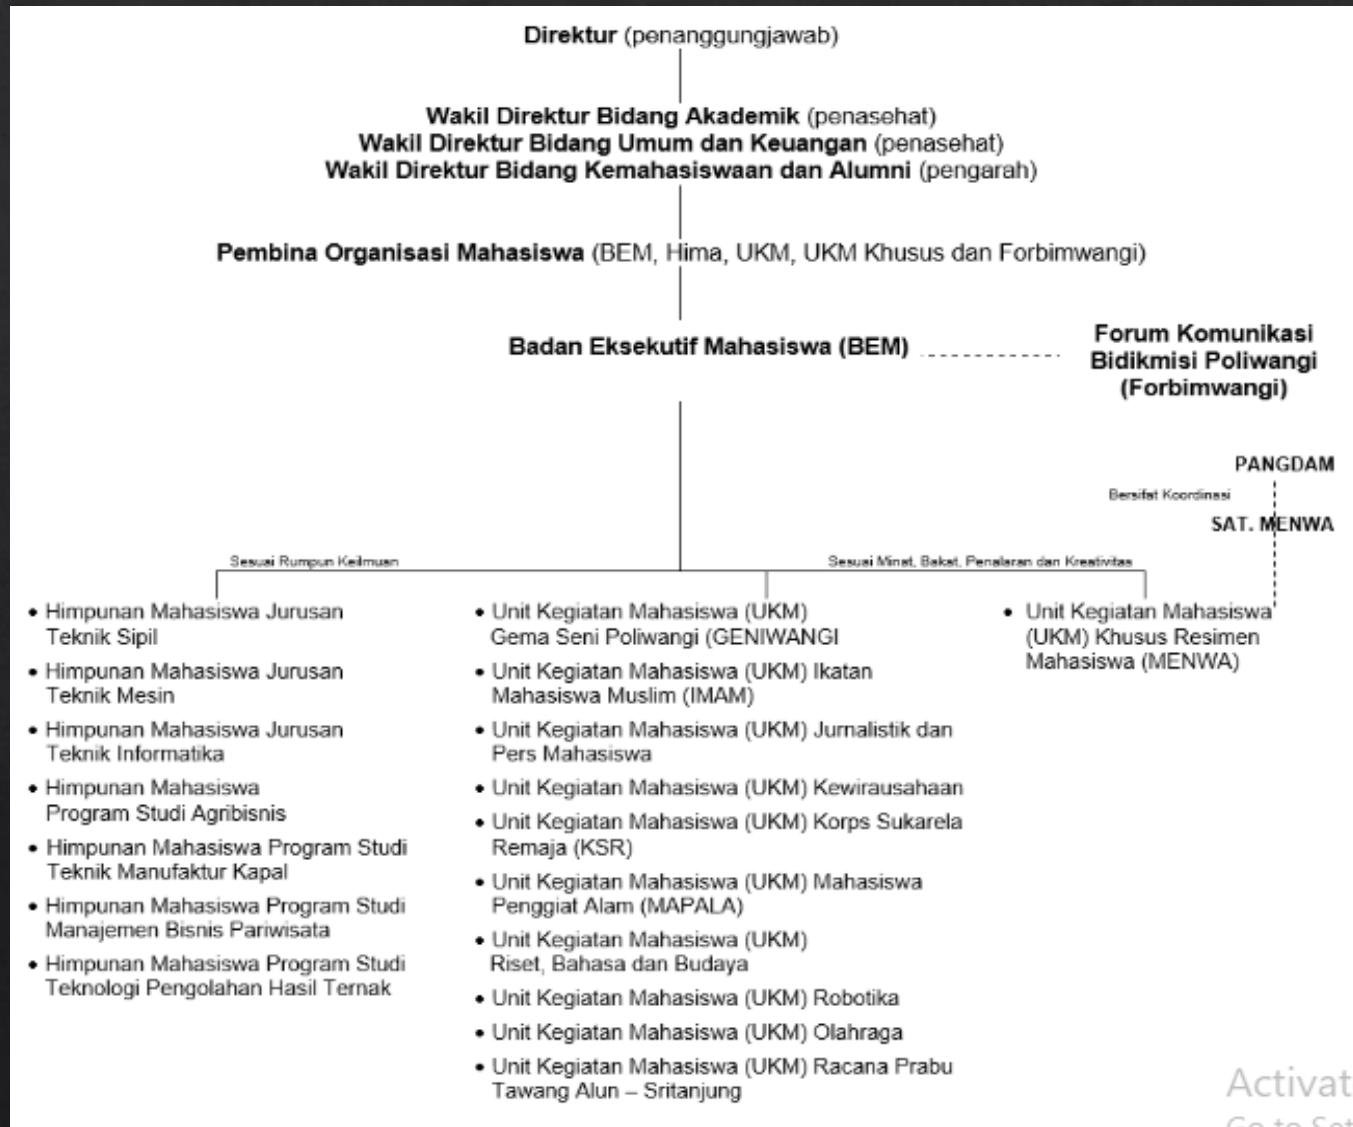 Direktur (penanggungjawab)
Wakil Direktur Bidang Akademik (penasehat)
Wakil Direktur Bidang Umum dan Keuangan (penasehat)
Wakil Direktur Bidang Kemahasiswaan dan Alumni (pengarah)
Pembina Organisasi Mahasiswa (BEM, Hima, UKM, UKM Khusus dan Forbimwangi)
Badan Eksekutif Mahasiswa (BEM)
Forum Komunikasi
Bidikmisi Poliwangi
(Forbimwangi)
PANGDAM
Bersifat Koordinasi
SAT. MENWA
Sesuai Rumpun Keilmuan
Sesuai Minat, Bakat, Penalaran dan Kreativitas
• Himpunan Mahasiswa Jurusan
Teknik Sipil
• Himpunan Mahasiswa Jurusan
Teknik Mesin
• Himpunan Mahasiswa Jurusan
Teknik Informatika
• Himpunan Mahasiswa
Program Studi Agribisnis
• Himpunan Mahasiswa Program Studi
Teknik Manufaktur Kapal
• Himpunan Mahasiswa Program Studi
Manajemen Bisnis Pariwisata
• Himpunan Mahasiswa Program Studi
Teknologi Pengolahan Hasil Ternak
• Unit Kegiatan Mahasiswa (UKM)
Gema Seni Poliwangi (GENIWANGI
• Unit Kegiatan Mahasiswa (UKM) Ikatan
Mahasiswa Muslim (IMAM)
• Unit Kegiatan Mahasiswa (UKM) Jurnalistik dan
Pers Mahasiswa
• Unit Kegiatan Mahasiswa (UKM) Kewirausahaan
• Unit Kegiatan Mahasiswa (UKM) Korps Sukarela
Remaja (KSR)
• Unit Kegiatan Mahasiswa (UKM) Mahasiswa
Penggiat Alam (MAPALA)
• Unit Kegiatan Mahasiswa (UKM)
Riset, Bahasa dan Budaya
• Unit Kegiatan Mahasiswa (UKM) Robotika
• Unit Kegiatan Mahasiswa (UKM) Olahraga
• Unit Kegiatan Mahasiswa (UKM) Racana Prabu
Tawang Alun – Sritanjung
• Unit Kegiatan Mahasiswa
(UKM) Khusus Resimen
Mahasiswa (MENWA)
Activat